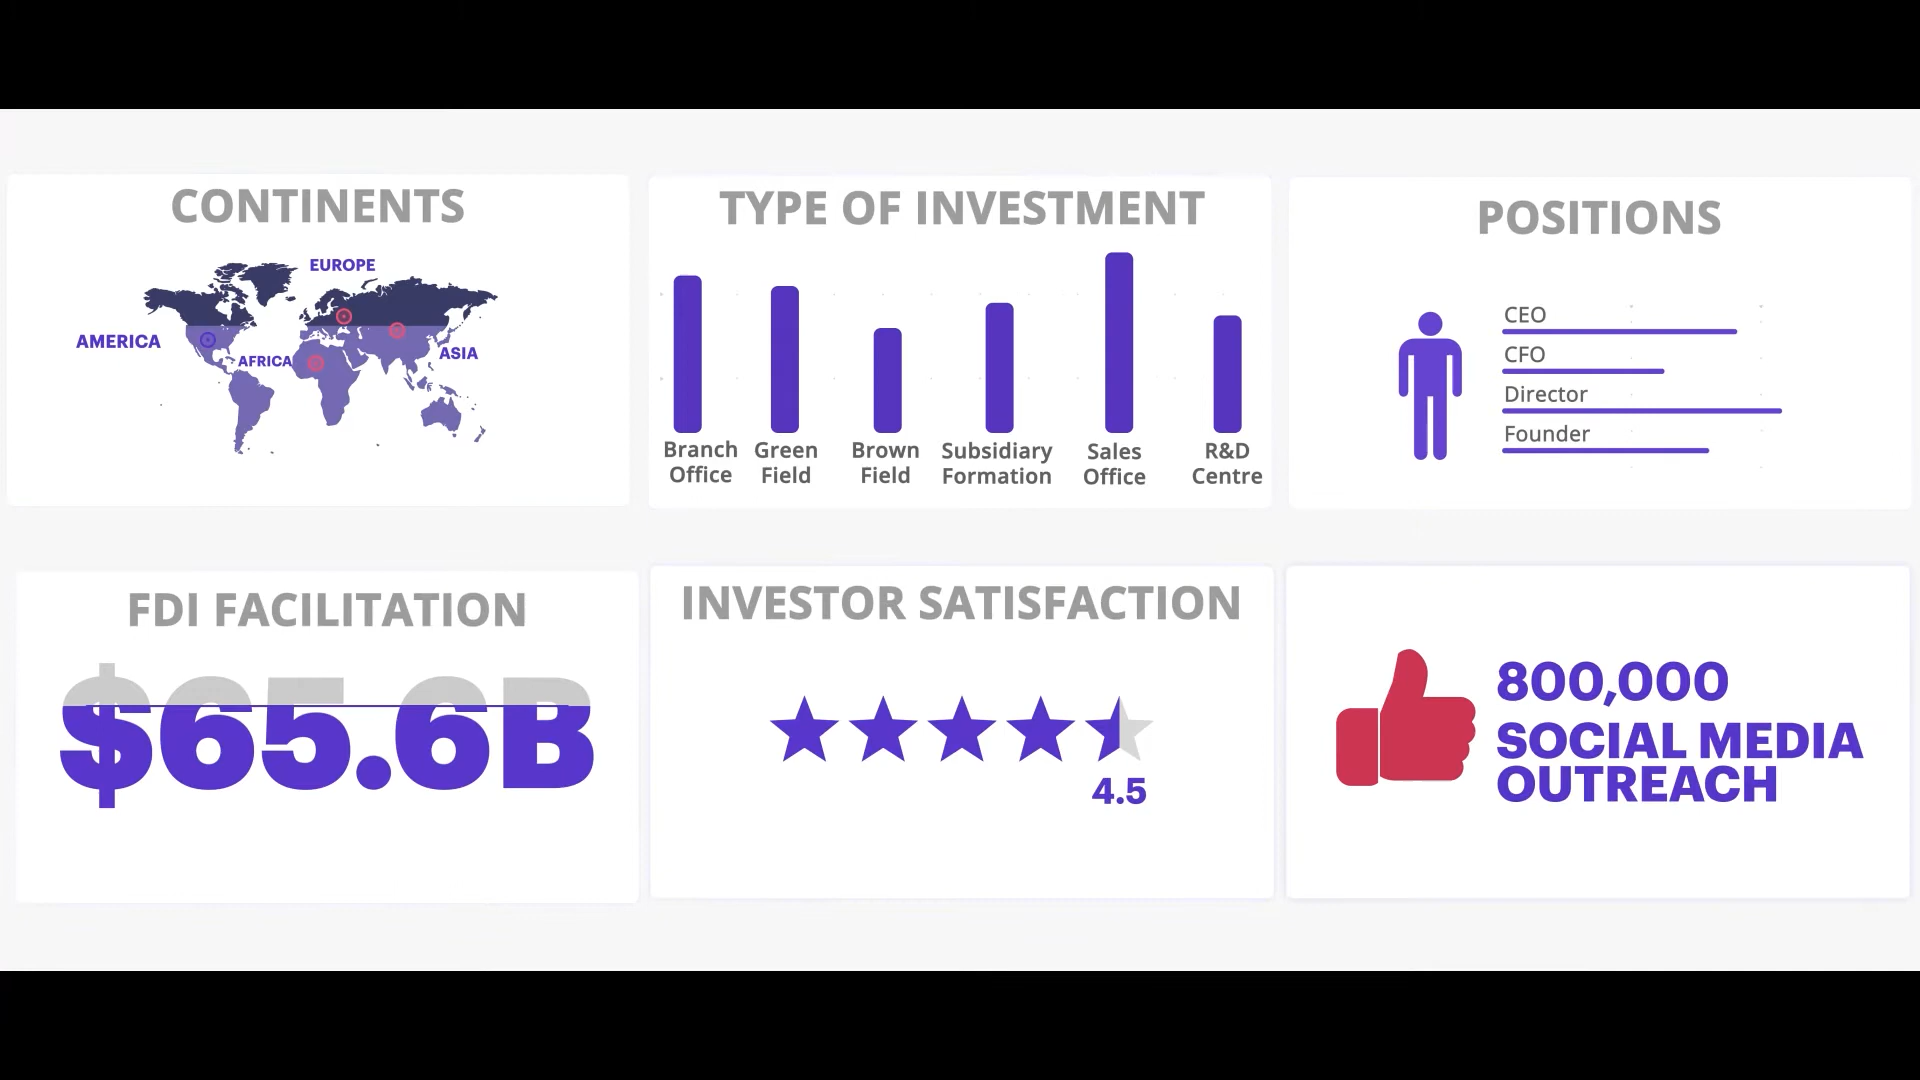 CONTINENTS
EUROPE
AMERICA
AFRICA
ASIA
TYPE OF INVESTMENT
Branch
Office
Green
Field
Brown
Field
Subsidiary
Formation
Sales
Office
R&D
Centre
POSITIONS
CEO
CFO
Director
Founder
FDI FACILITATION
$65.6B
INVESTOR SATISFACTION
4.5
800,000
SOCIAL MEDIA
OUTREACH